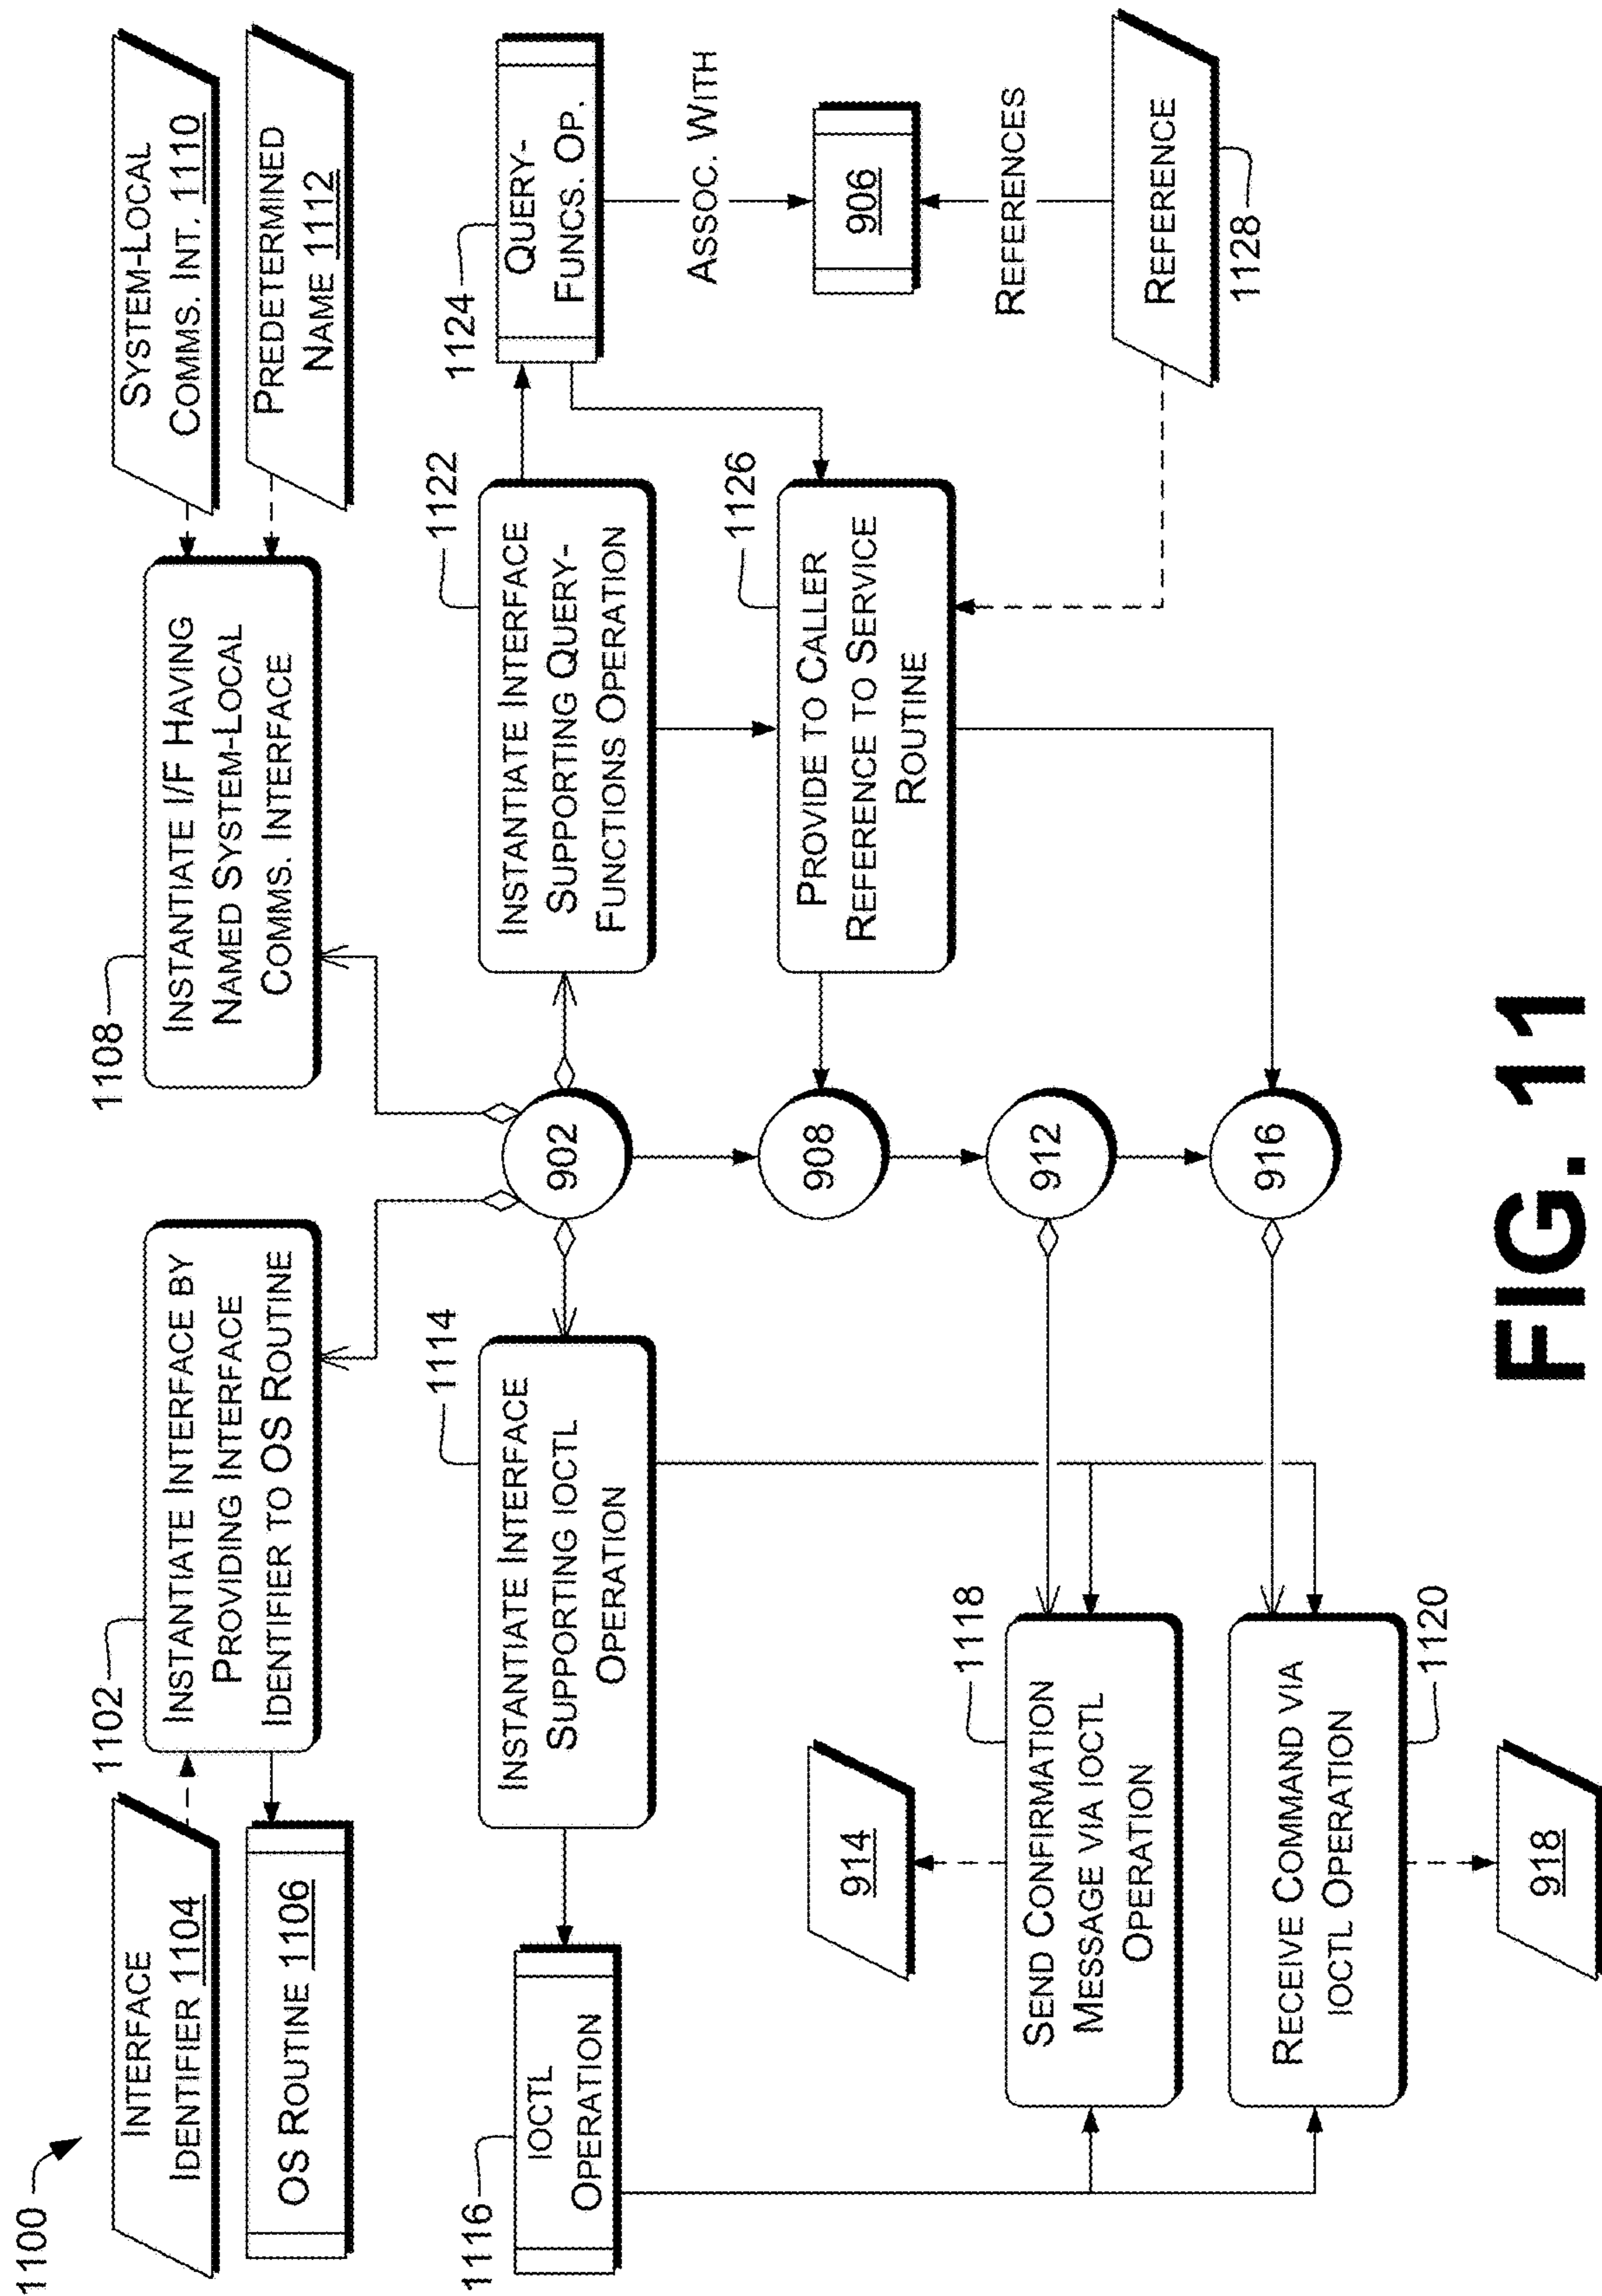 1100
INTERFACE
IDENTIFIER 1104
OS ROUTINE 1106
1102
INSTANTIATE INTERFACE BY
PROVIDING INTERFACE
IDENTIFIER TO OS ROUTINE
1108
INSTANTIATE I/F HAVING
NAMED SYSTEM-LOCAL
COMMS. INTERFACE
SYSTEM-LOCAL
COMMS. INT. 1110
PREDETERMINED
NAME 1112
1116
IOCTL
OPERATION
1114
INSTANTIATE INTERFACE
SUPPORTING IOCTL
OPERATION
902
1122
INSTANTIATE INTERFACE
SUPPORTING QUERY-
FUNCTIONS OPERATION
1124
QUERY-
FUNCS. OP.
ASSOC. WITH
906
REFERENCES
REFERENCE
1128
1126
PROVIDE TO CALLER
REFERENCE TO SERVICE
ROUTINE
908
912
916
914
1118
SEND CONFIRMATION
MESSAGE VIA IOCTL
OPERATION
RECEIVE COMMAND VIA
IOCTL OPERATION
1120
918
FIG. 11